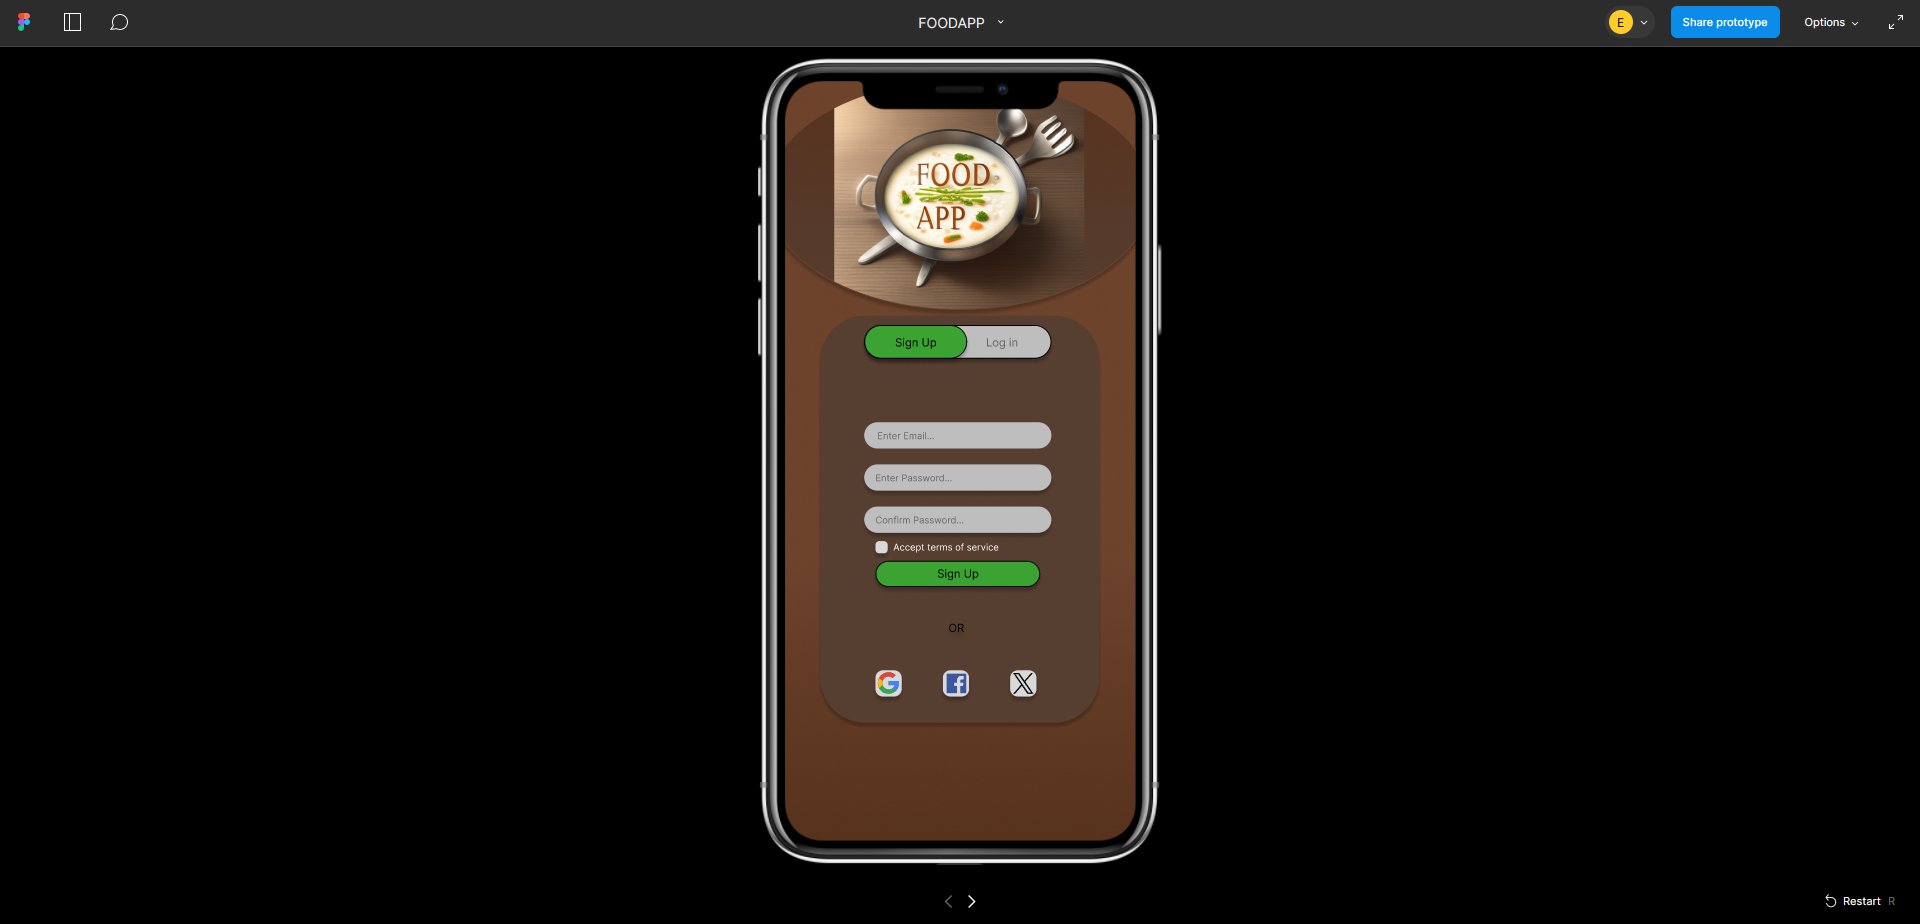 FOODAPP
E
Share prototype
Options
FOOD
APP
Sign Up
Log in
Enter Email...
Enter Password...
Confirm Password...
Accept terms of service
Sign Up
OR
Restart R